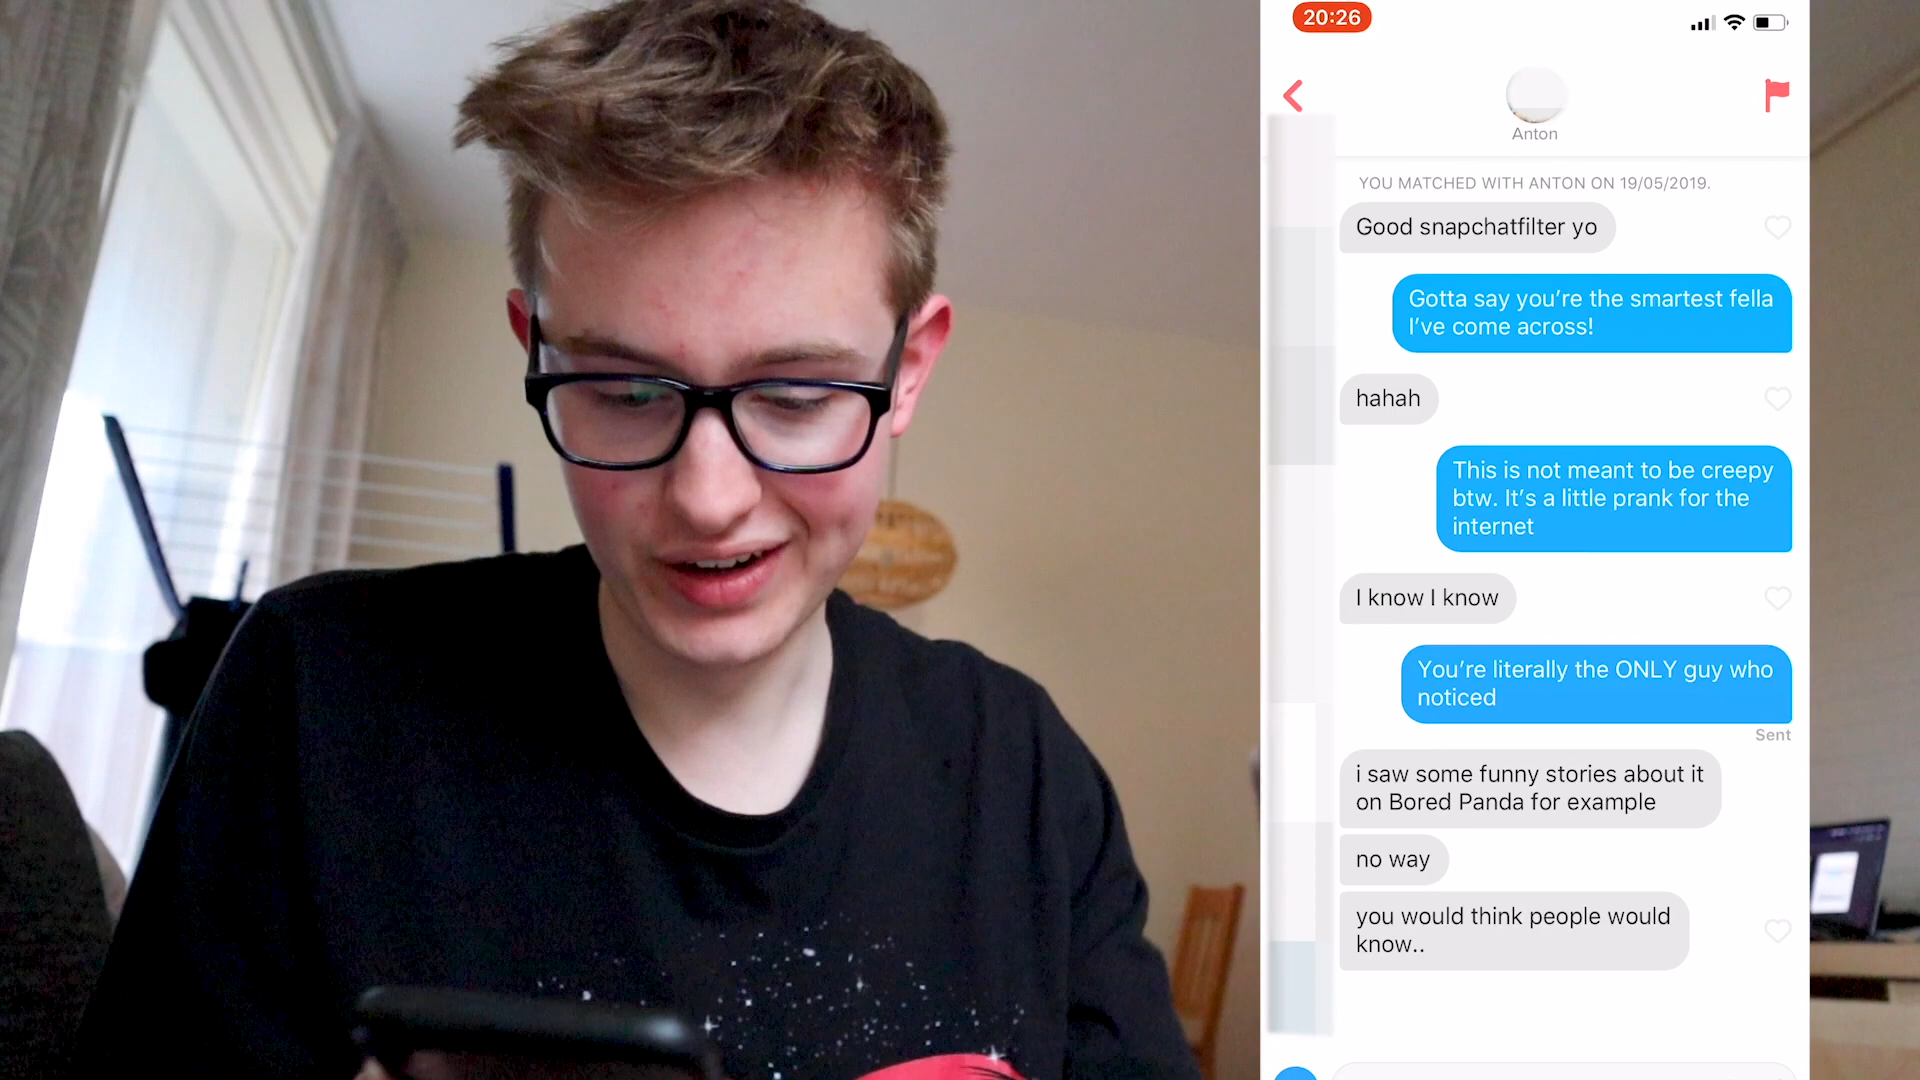 20:26
Anton
YOU MATCHED WITH ANTON ON 19/05/2019.
Good snapchatfilter yo
Gotta say you’re the smartest fella
I’ve come across!
hahah
This is not meant to be creepy
btw. It’s a little prank for the
internet
I know I know
You’re literally the ONLY guy who
noticed
Sent
i saw some funny stories about it
on Bored Panda for example
no way
you would think people would
know..